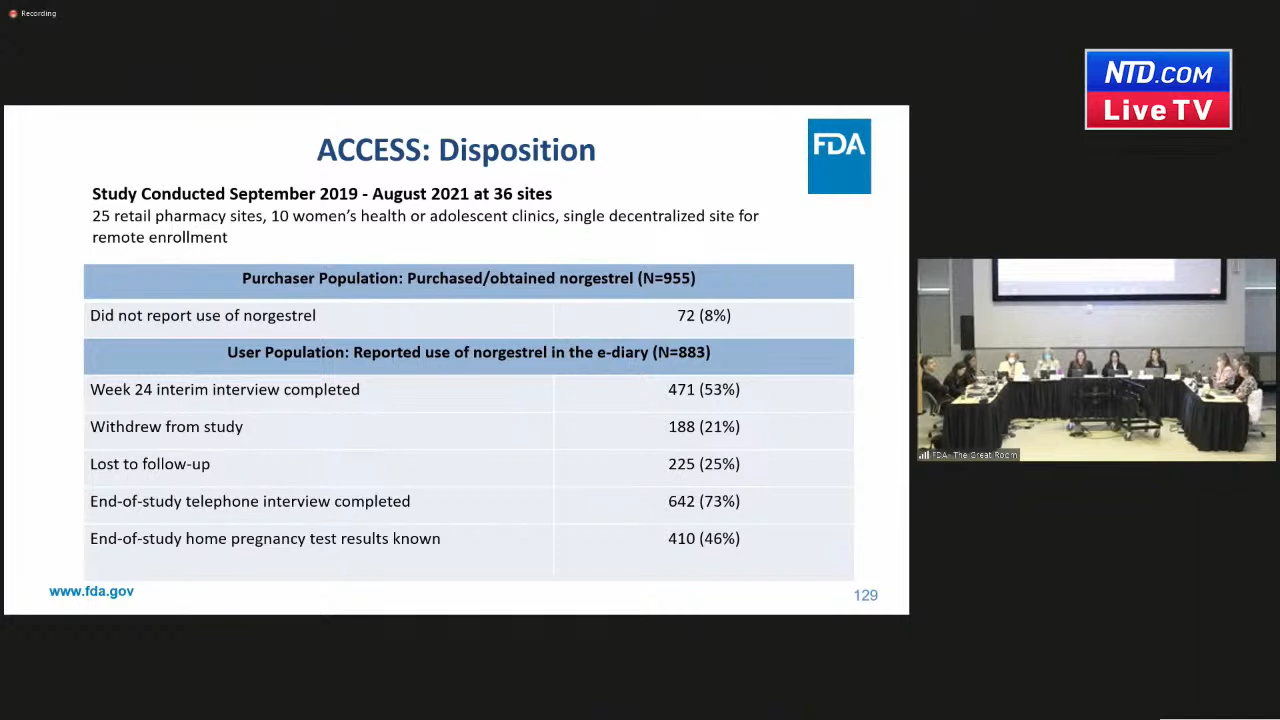 Recording
NTD.COM
Live TV
ACCESS: Disposition
FDA
Study Conducted September 2019 - August 2021 at 36 sites
25 retail pharmacy sites, 10 women's health or adolescent clinics, single decentralized site for
remote enrollment
Purchaser Population: Purchased/obtained norgestrel (N=955)
Did not report use of norgestrel 72 (8%)
User Population: Reported use of norgestrel in the e-diary (N=883)
Week 24 interim interview completed 471 (53%)
Withdrew from study 188 (21%)
Lost to follow-up 225 (25%)
End-of-study telephone interview completed 642 (73%)
End-of-study home pregnancy test results known 410 (46%)
www.fda.gov
129
FDA: The Great Room